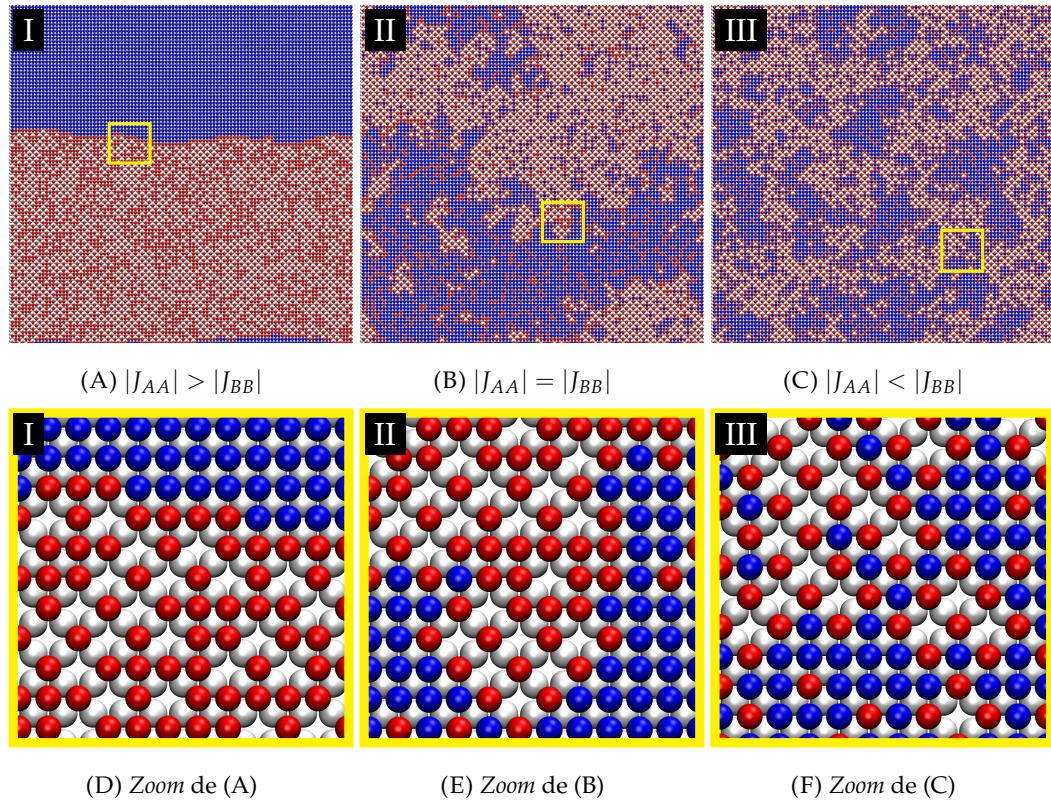 I II III
(A) |J_AA| > |J_BB| (B) |J_AA| = |J_BB| (C) |J_AA| < |J_BB|
I II III
(D) Zoom de (A) (E) Zoom de (B) (F) Zoom de (C)